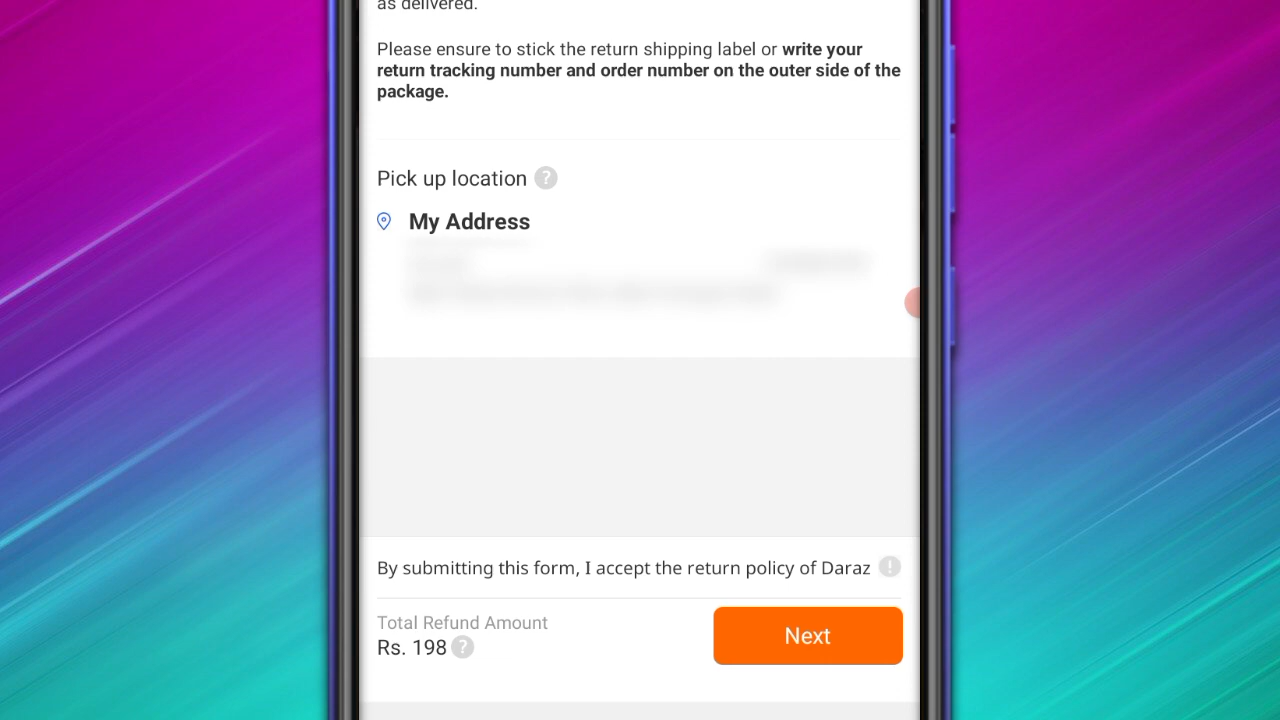 as delivered.
Please ensure to stick the return shipping label or write your
return tracking number and order number on the outer side of the
package.
Pick up location ?
My Address
By submitting this form, I accept the return policy of Daraz !
Total Refund Amount
Rs. 198 ?
Next